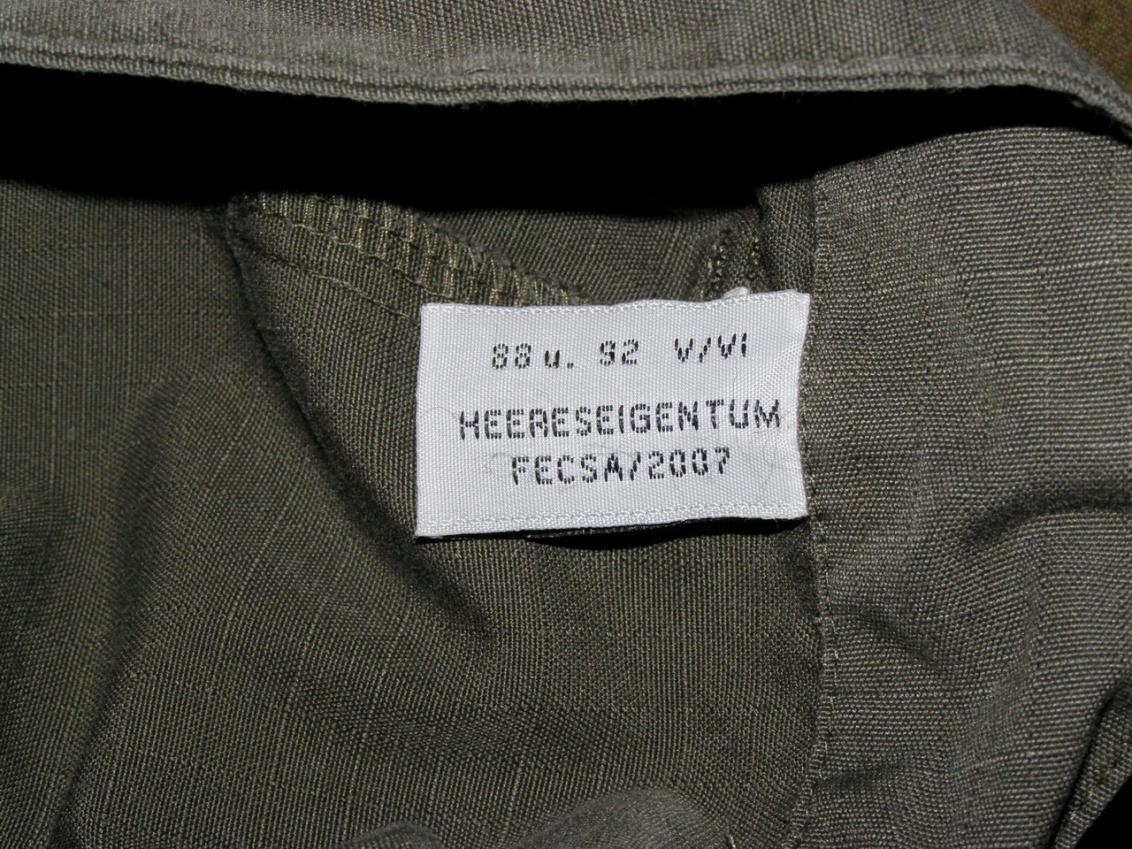 88 u. 92 V/VI
HEERESEIGENTUM
FECSA/2007